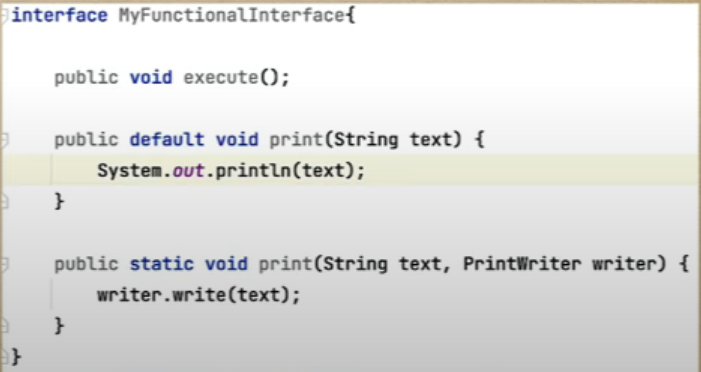 interface MyFunctionalInterface{
public void execute();
public default void print(String text) {
System.out.println(text);
}
public static void print(String text, PrintWriter writer) {
writer.write(text);
}
}